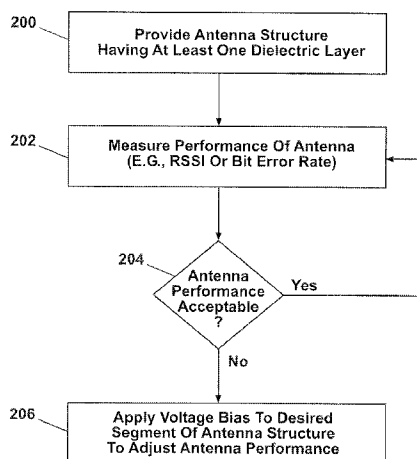 200
Provide Antenna Structure
Having At Least One Dielectric Layer
202
Measure Performance Of Antenna
(E.G., RSSI Or Bit Error Rate)
204
Antenna
Performance
Acceptable
?
Yes
No
206
Apply Voltage Bias To Desired
Segment Of Antenna Structure
To Adjust Antenna Performance